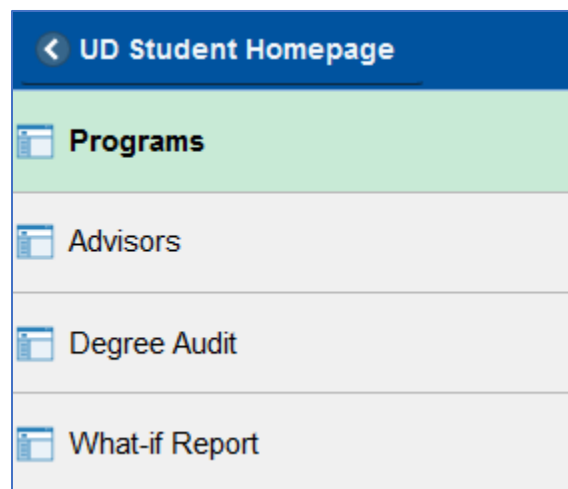 UD Student Homepage
Programs
Advisors
Degree Audit
What-if Report